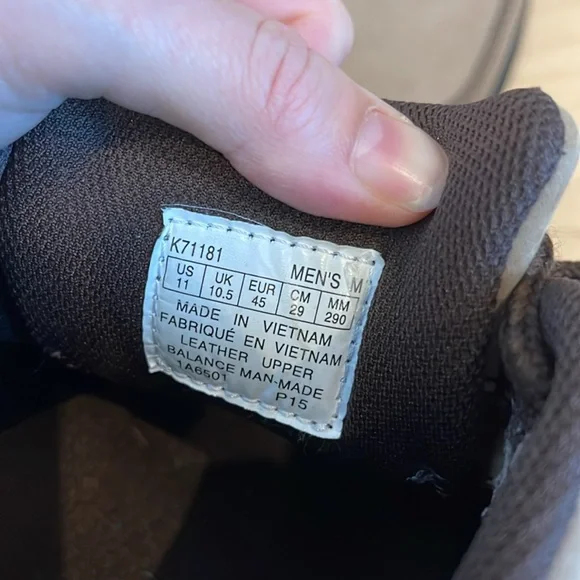 K71181 MEN'S M
US UK EUR CM MM
11 10.5 45 29 290
MADE IN VIETNAM
FABRIQUÉ EN VIETNAM
LEATHER UPPER
BALANCE MAN-MADE
1A6501 P15